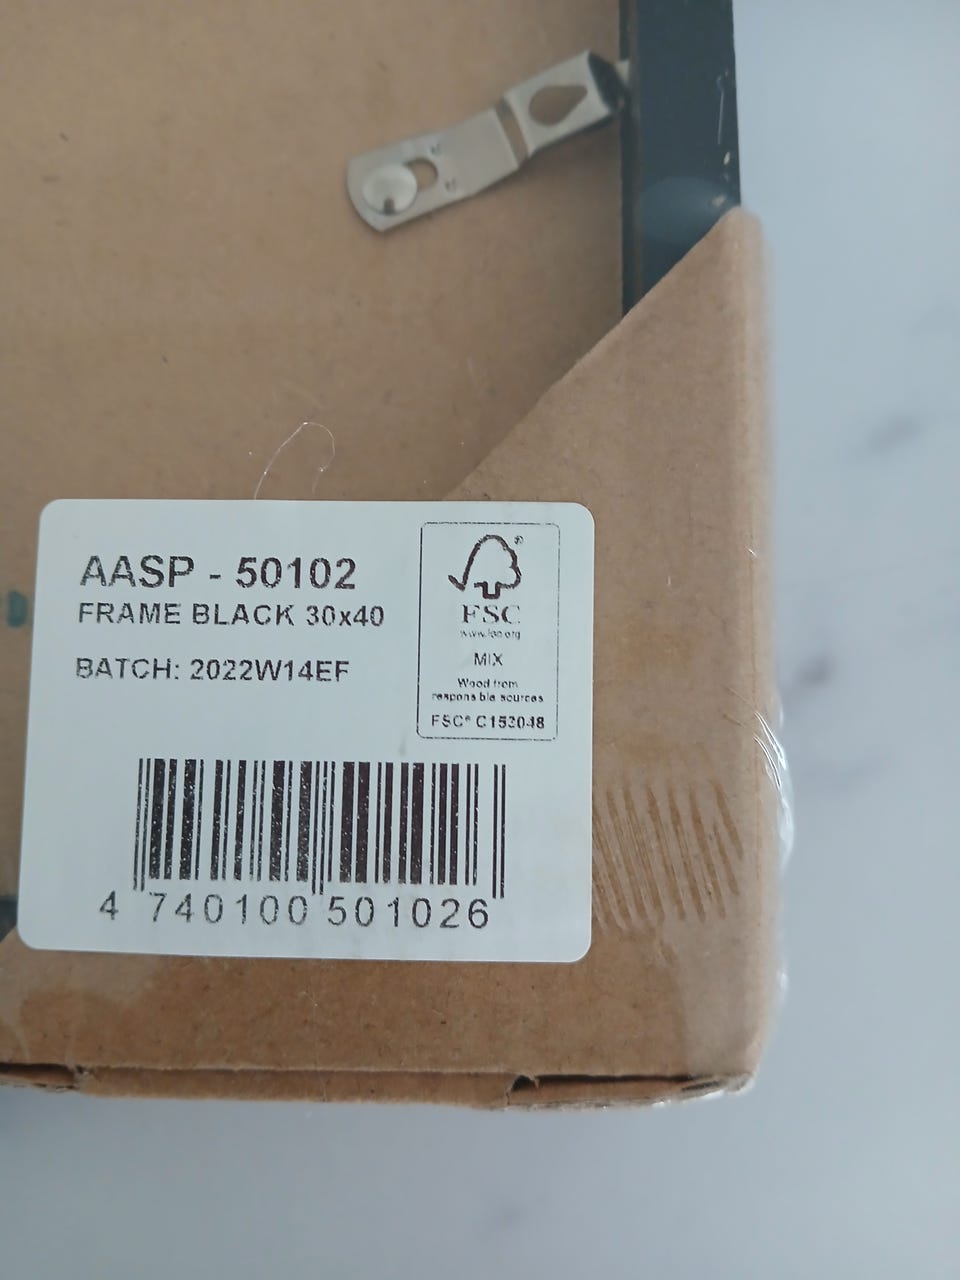 AASP - 50102
FRAME BLACK 30x40
BATCH: 2022W14EF
FSC®
www.fsc.org
MIX
Wood from
responsible sources
FSC® C153048
4 740100 501026